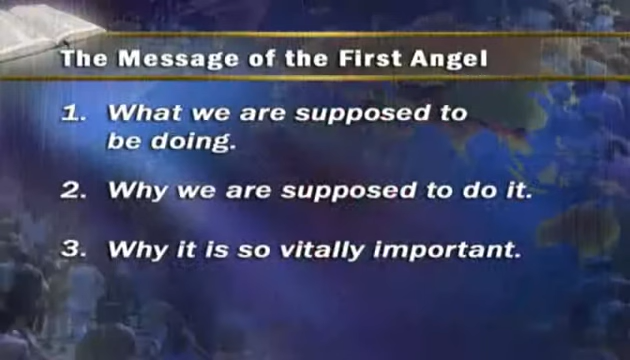 The Message of the First Angel
1. What we are supposed to
be doing.
2. Why we are supposed to do it.
3. Why it is so vitally important.